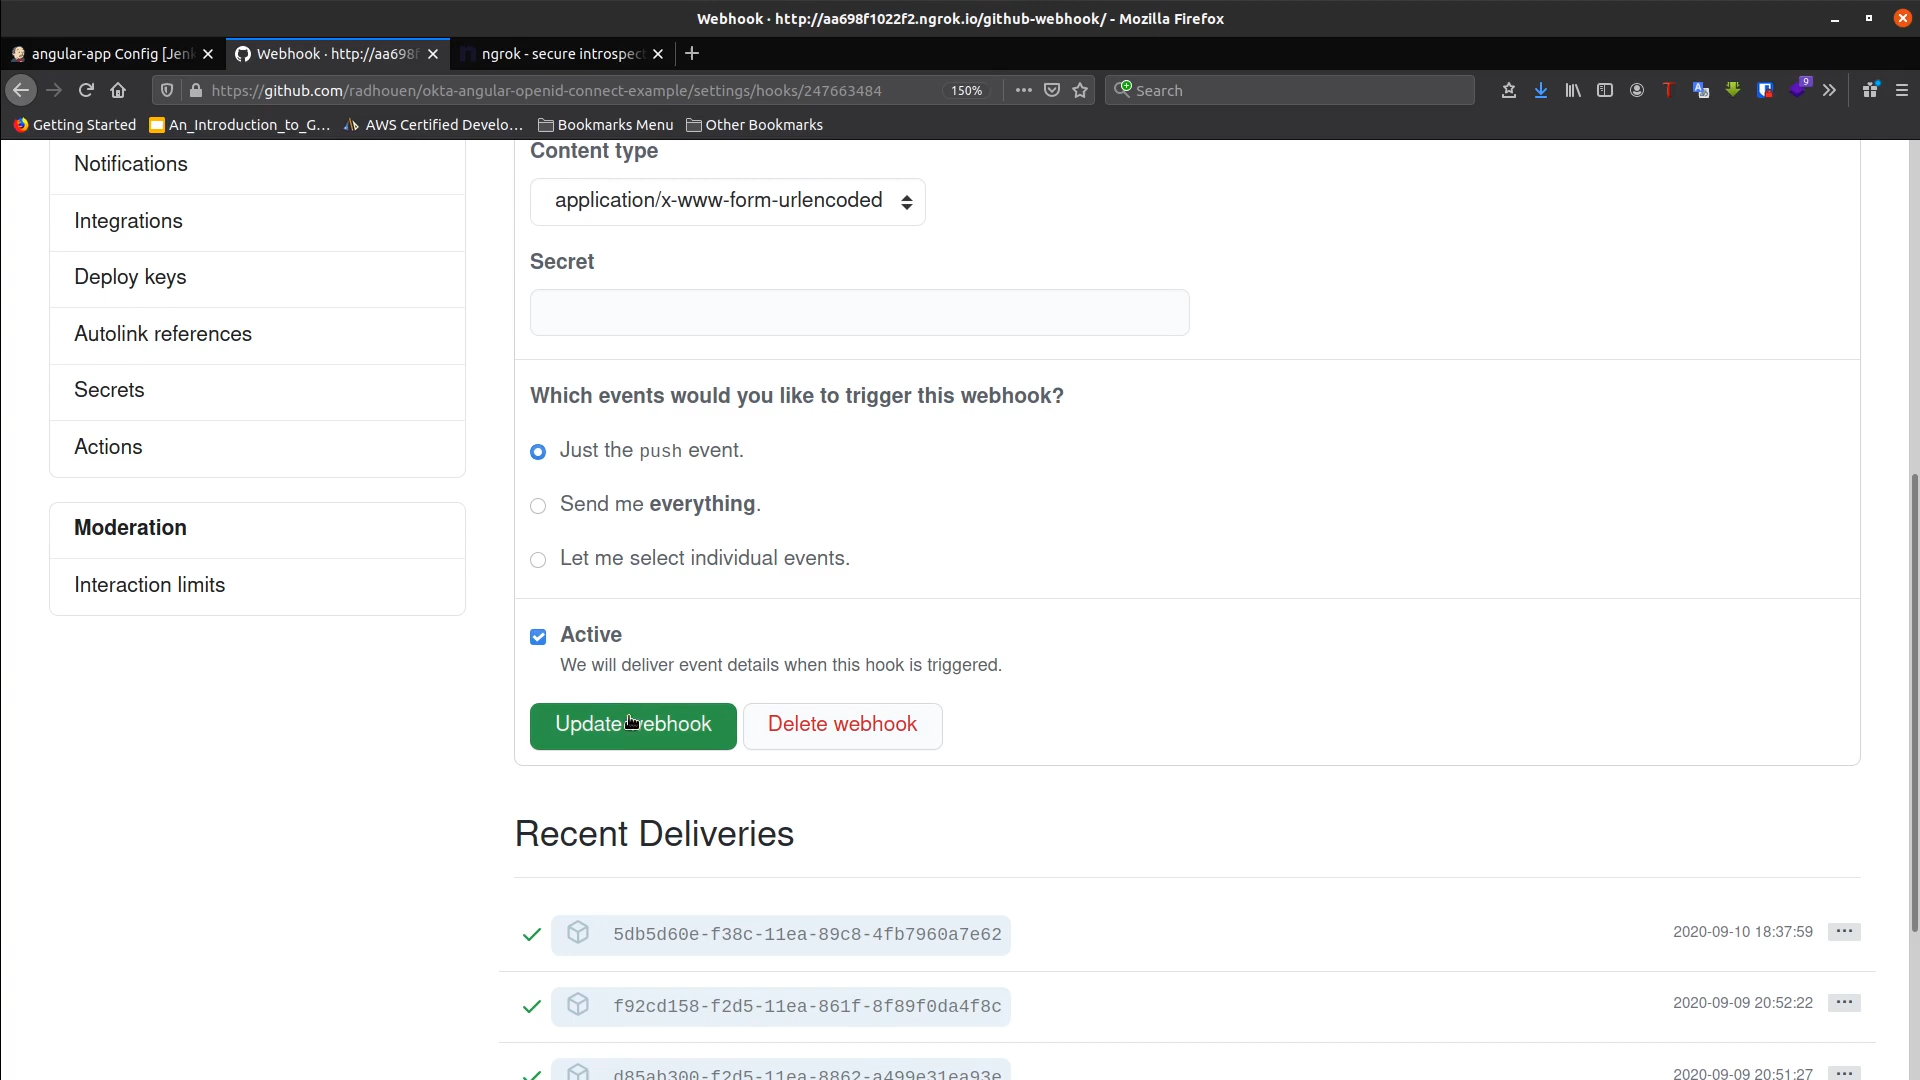 Webhook · http://aa698f1022f2.ngrok.io/github-webhook/ - Mozilla Firefox
angular-app Config [Jenk
Webhook · http://aa698f
ngrok - secure introspect
https://github.com/radhouen/okta-angular-openid-connect-example/settings/hooks/247663484
150%
Search
9
Getting Started
An_Introduction_to_G...
AWS Certified Develo...
Bookmarks Menu
Other Bookmarks
Notifications
Integrations
Deploy keys
Autolink references
Secrets
Actions
Moderation
Interaction limits
Content type
application/x-www-form-urlencoded
Secret
Which events would you like to trigger this webhook?
Just the push event.
Send me everything.
Let me select individual events.
Active
We will deliver event details when this hook is triggered.
Update webhook
Delete webhook
Recent Deliveries
5db5d60e-f38c-11ea-89c8-4fb7960a7e62
2020-09-10 18:37:59
f92cd158-f2d5-11ea-861f-8f89f0da4f8c
2020-09-09 20:52:22
d85ab300-f2d5-11ea-8862-a499e31ea93e
2020-09-09 20:51:27